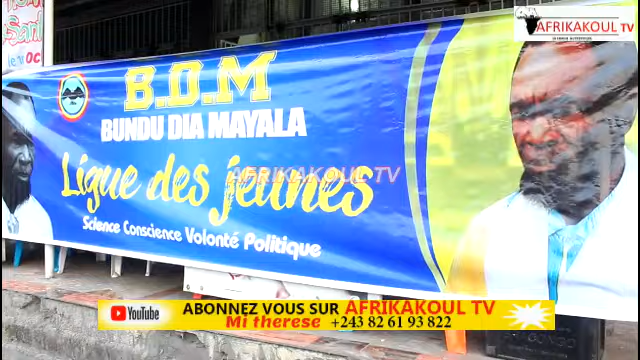 AFRIKAKOUL TV
B.D.M
BUNDU DIA MAYALA
Ligue des jeunes
AFRIKAKOUL TV
Science Conscience Volonté Politique
YouTube
ABONNEZ VOUS SUR AFRIKAKOUL TV
Mi therese +243 82 61 93 822